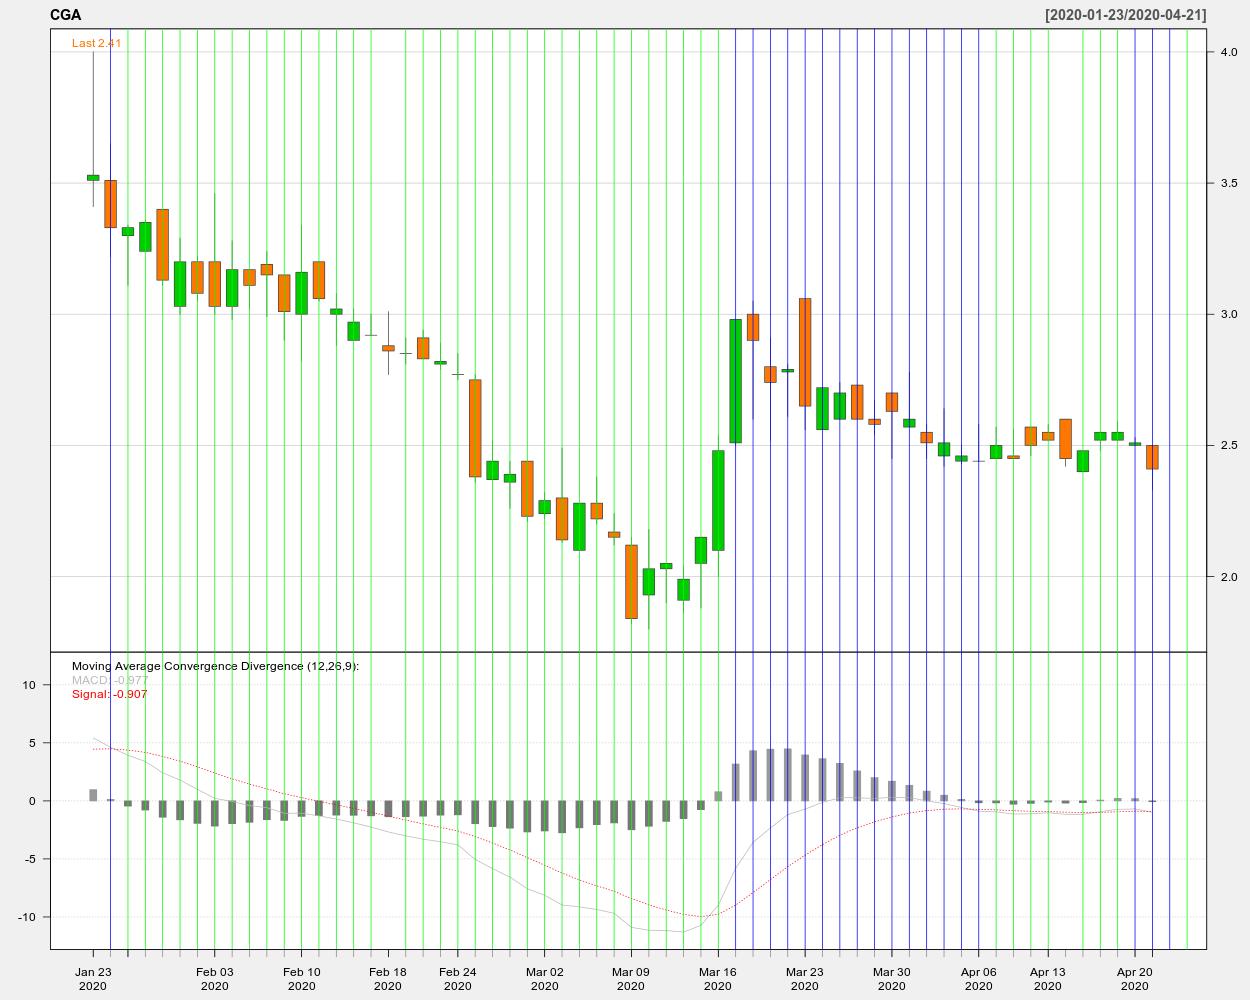 CGA
[2020-01-23/2020-04-21]
Last 2.41
4.0
3.5
3.0
2.5
2.0
Moving Average Convergence Divergence (12,26,9):
MACD: -0.977
Signal: -0.907
10
5
0
-5
-10
Jan 23 Feb 03 Feb 10 Feb 18 Feb 24 Mar 02 Mar 09 Mar 16 Mar 23 Mar 30 Apr 06 Apr 13 Apr 20
2020 2020 2020 2020 2020 2020 2020 2020 2020 2020 2020 2020 2020